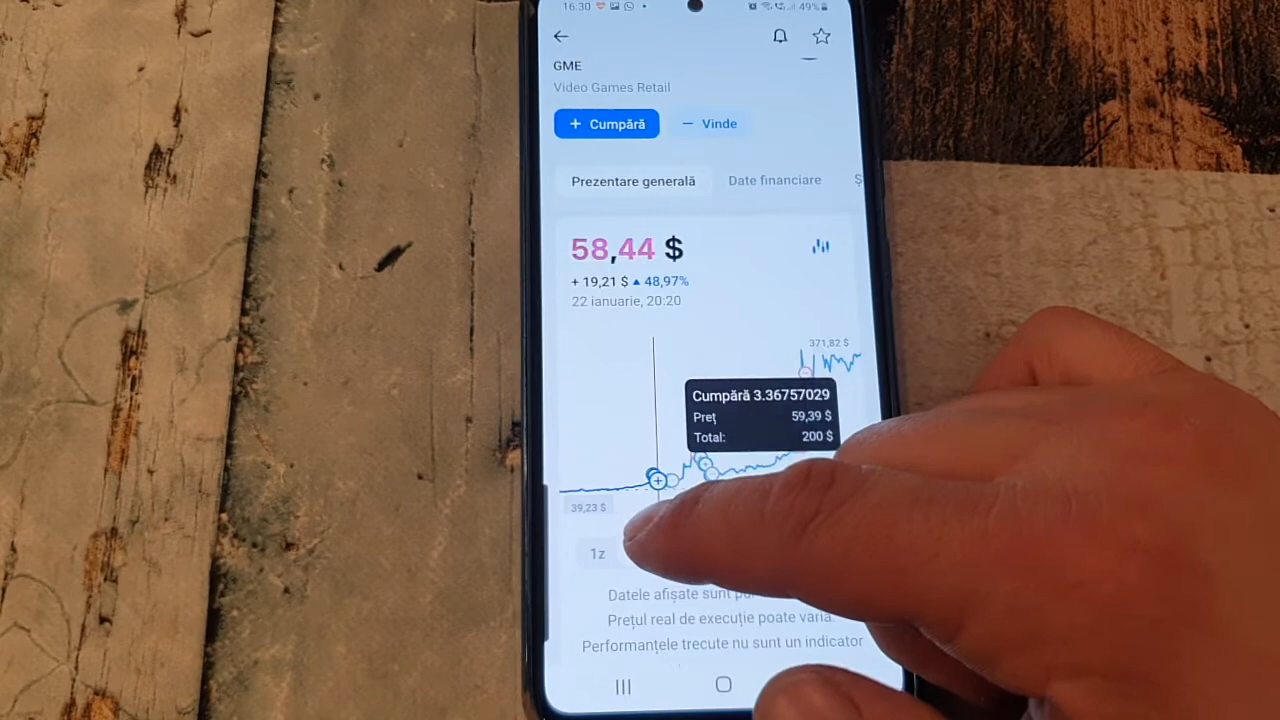 16:30
49%
GME
Video Games Retail
+ Cumpără
− Vinde
Prezentare generală
Date financiare
Ș
58,44 $
+ 19,21 $ ▲ 48,97%
22 ianuarie, 20:20
371,82 $
Cumpără 3.36757029
Preț 59,39 $
Total: 200 $
39,23 $
1z
Datele afișate sunt
Prețul real de execuție poate varia.
Performanțele trecute nu sunt un indicator